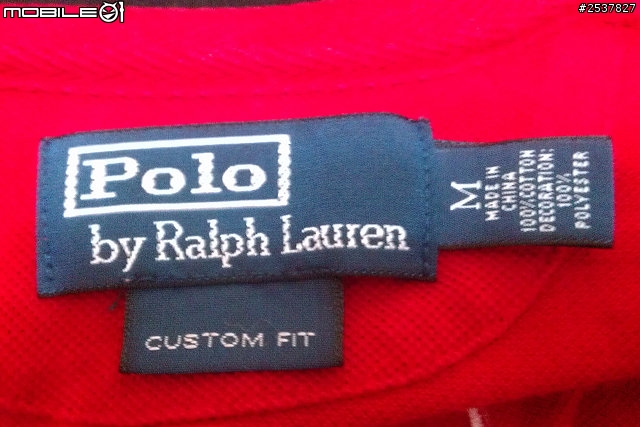 MOBILE01
#2537827
Polo
by Ralph Lauren
M
MADE IN
CHINA
100%COTTON
DECORATION:
100%
POLYESTER
CUSTOM FIT